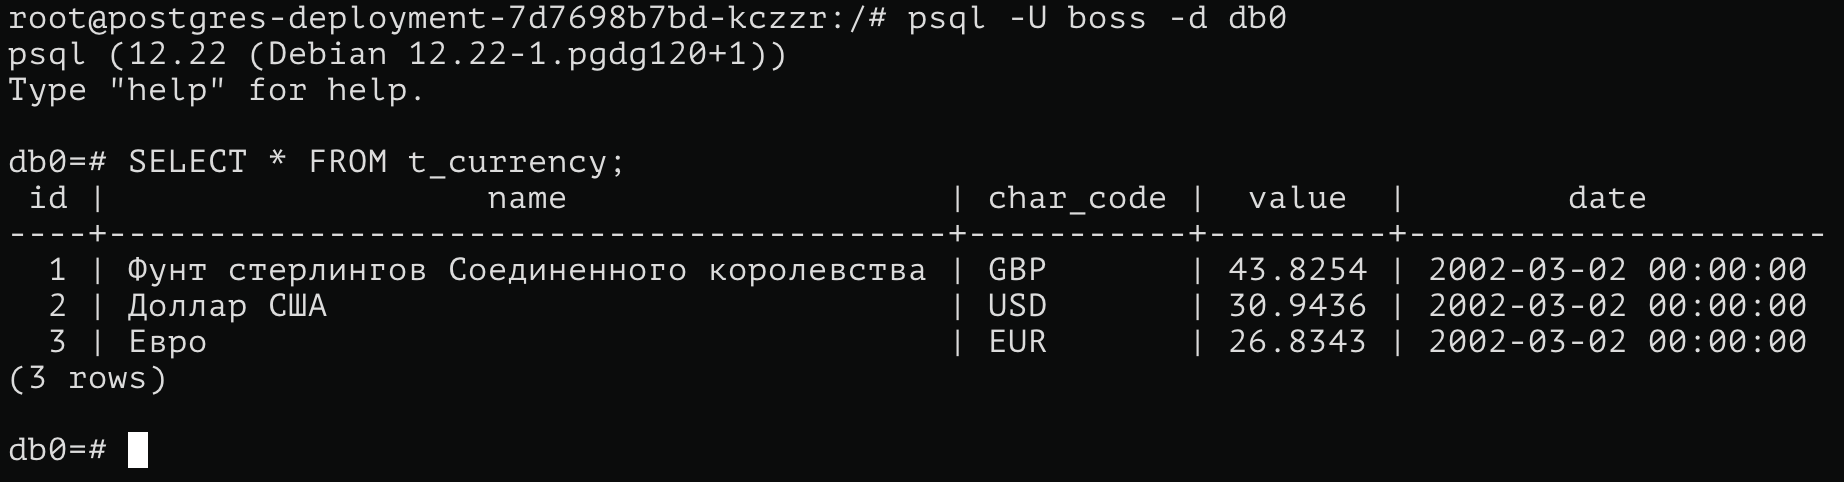 root@postgres-deployment-7d7698b7bd-kczzr:/# psql -U boss -d db0
psql (12.22 (Debian 12.22-1.pgdg120+1))
Type "help" for help.

db0=# SELECT * FROM t_currency;
 id |                   name                   | char_code |  value  |        date
----+------------------------------------------+-----------+---------+---------------------
  1 | Фунт стерлингов Соединенного королевства | GBP       | 43.8254 | 2002-03-02 00:00:00
  2 | Доллар США                               | USD       | 30.9436 | 2002-03-02 00:00:00
  3 | Евро                                     | EUR       | 26.8343 | 2002-03-02 00:00:00
(3 rows)

db0=#